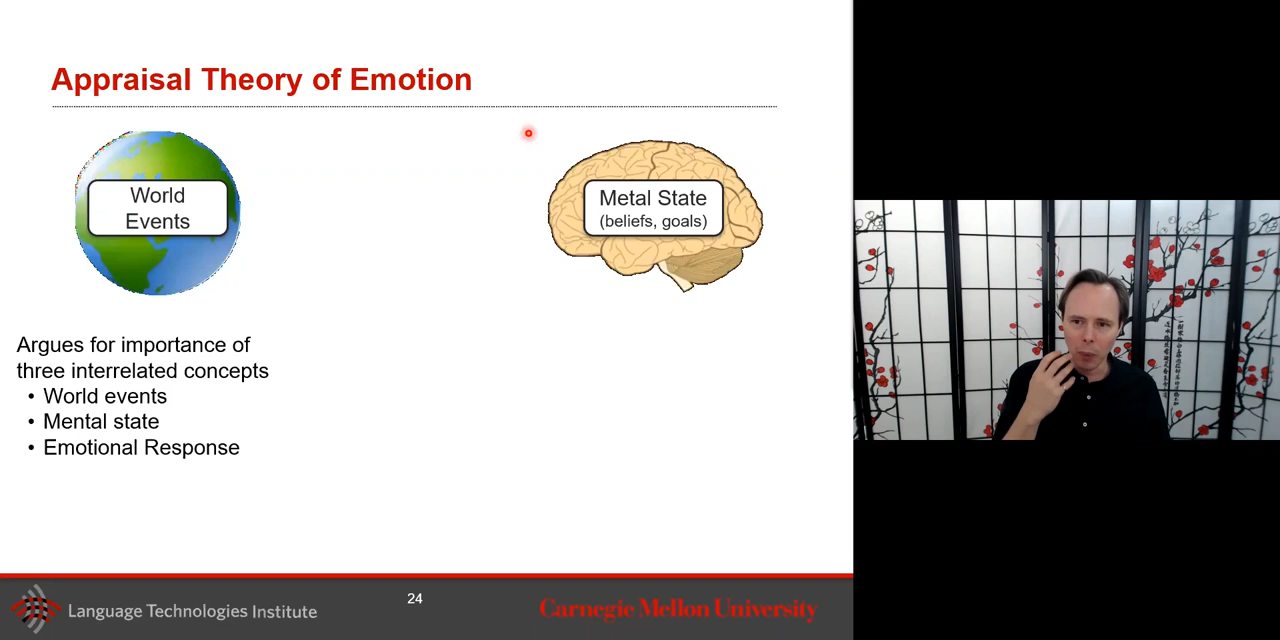 Appraisal Theory of Emotion
World
Events
Metal State
(beliefs, goals)
Argues for importance of
three interrelated concepts
• World events
• Mental state
• Emotional Response
Language Technologies Institute
24
Carnegie Mellon University